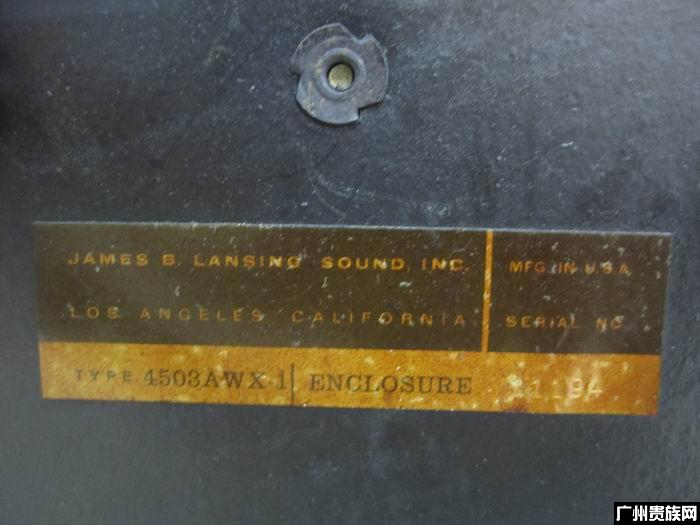 JAMES B. LANSING SOUND, INC.
MFG. IN U.S.A.
LOS ANGELES CALIFORNIA
SERIAL NO
TYPE 4503AWX-1 ENCLOSURE
广州贵族网